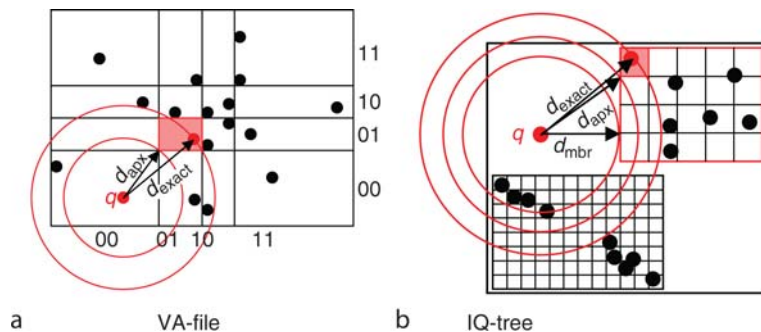 11
10
01
00
d_apx
d_exact
q
00 01 10 11
a VA-file
d_exact
d_apx
q
d_mbr
b IQ-tree